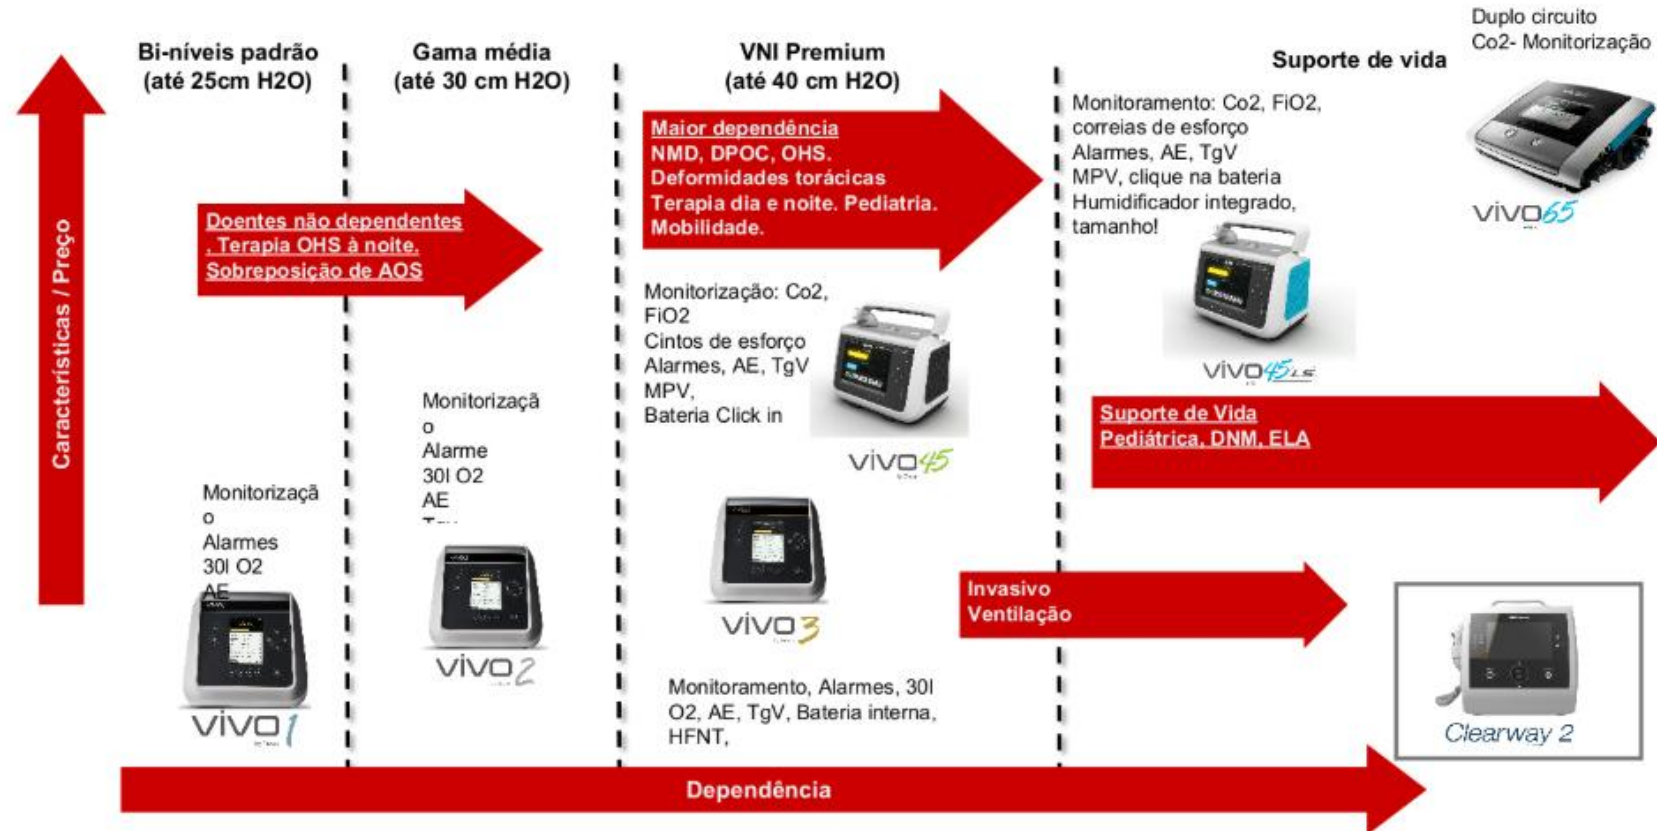 Duplo circuito
Co2- Monitorização
Bi-níveis padrão
(até 25cm H2O)
Gama média
(até 30 cm H2O)
VNI Premium
(até 40 cm H2O)
Suporte de vida
Características / Preço
Doentes não dependentes
, Terapia OHS à noite.
Sobreposição de AOS
Maior dependência
NMD, DPOC, OHS.
Deformidades torácicas
Terapia dia e noite. Pediatria.
Mobilidade.
Monitoramento: Co2, FiO2,
correias de esforço
Alarmes, AE, TgV
MPV, clique na bateria
Humidificador integrado,
tamanho!
vivo65
vivo45LS
Monitorização: Co2,
FiO2
Cintos de esforço
Alarmes, AE, TgV
MPV,
Bateria Click in
vivo45
Suporte de Vida
Pediátrica, DNM, ELA
Monitorizaçã
o
Alarme
30l O2
AE
vivo2
Monitorizaçã
o
Alarmes
30l O2
AE
vivo1
vivo3
Monitoramento, Alarmes, 30l
O2, AE, TgV, Bateria interna,
HFNT,
Invasivo
Ventilação
Clearway 2
Dependência